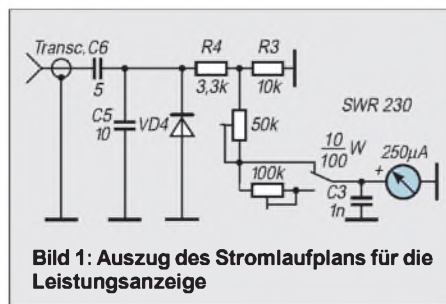 Transc. C6
5
R4
3,3k
R3
10k
C5
10
VD4
50k
SWR 230
10
100
W
250µA
+
100k
C3
1n
Bild 1: Auszug des Stromlaufplans für die
Leistungsanzeige